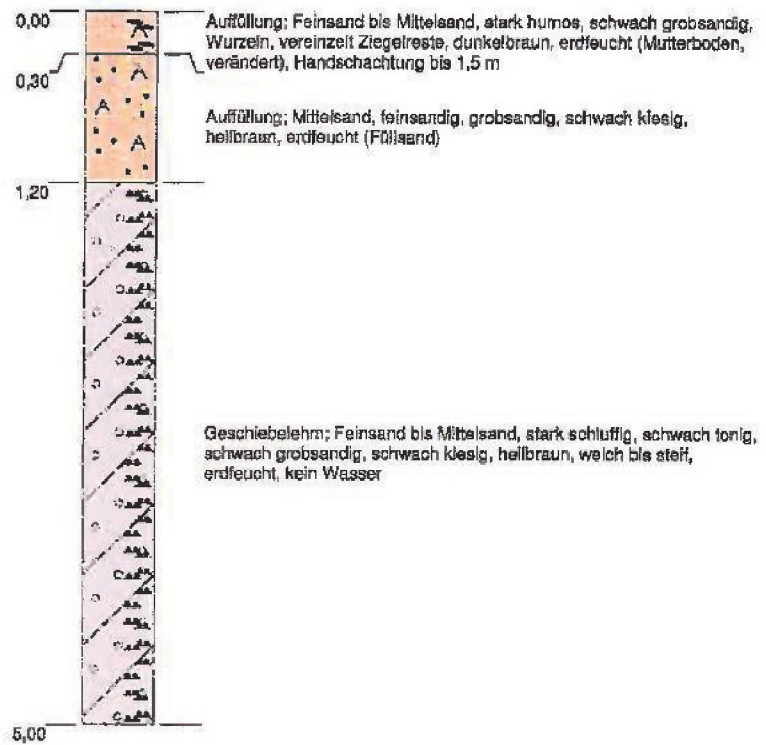 0,00
Auffüllung; Feinsand bis Mittelsand, stark humos, schwach grobsandig,
Wurzeln, vereinzelt Ziegelreste, dunkelbraun, erdfeucht (Mutterboden,
verändert), Handschachtung bis 1,5 m
0,30
Auffüllung; Mittelsand, feinsandig, grobsandig, schwach kiesig,
hellbraun, erdfeucht (Füllsand)
1,20
Geschiebelehm; Feinsand bis Mittelsand, stark schluffig, schwach tonig,
schwach grobsandig, schwach kiesig, hellbraun, weich bis steif,
erdfeucht, kein Wasser
5,00